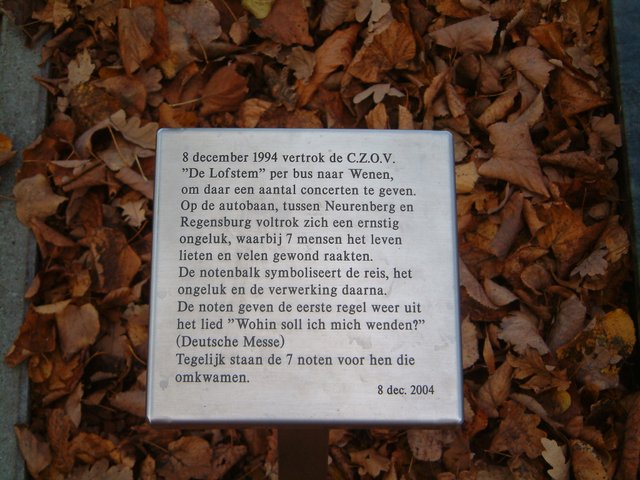 8 december 1994 vertrok de C.Z.O.V.
"De Lofstem" per bus naar Wenen,
om daar een aantal concerten te geven.
Op de autobaan, tussen Neurenberg en
Regensburg voltrok zich een ernstig
ongeluk, waarbij 7 mensen het leven
lieten en velen gewond raakten.
De notenbalk symboliseert de reis, het
ongeluk en de verwerking daarna.
De noten geven de eerste regel weer uit
het lied "Wohin soll ich mich wenden?"
(Deutsche Messe)
Tegelijk staan de 7 noten voor hen die
omkwamen.
8 dec. 2004